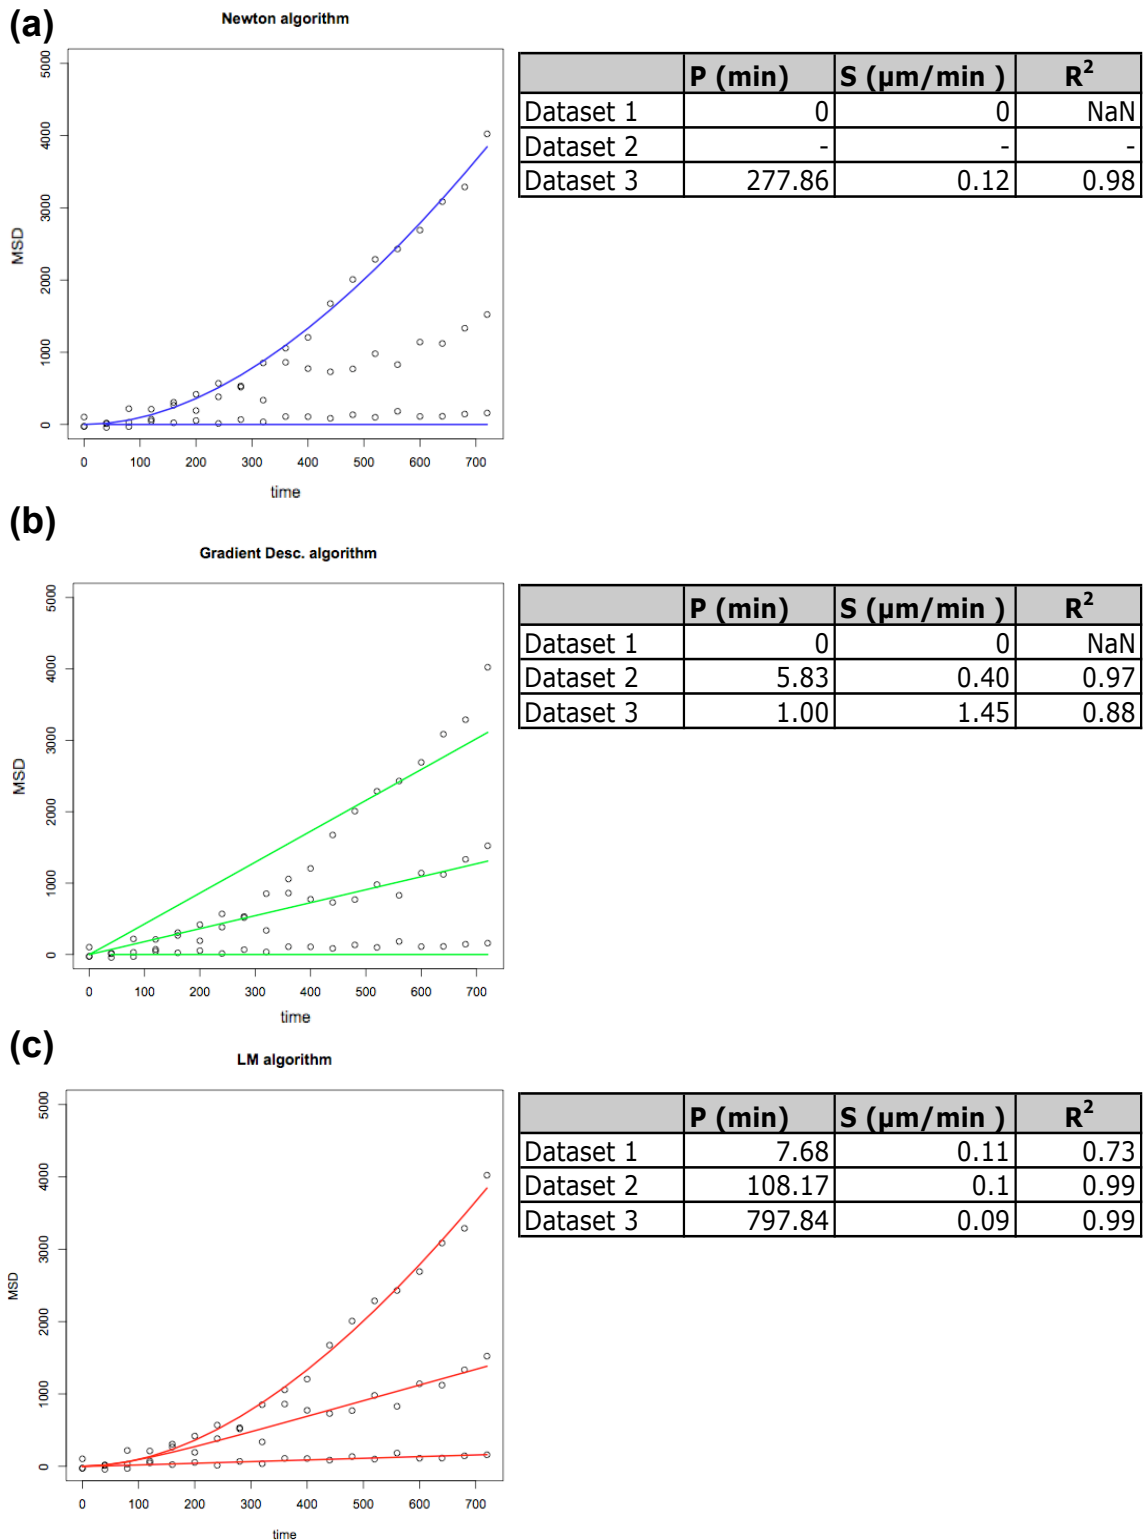 (a)
Newton algorithm
5000
4000
3000
2000
1000
0
MSD
0 100 200 300 400 500 600 700
time
P (min) S (µm/min ) R²
Dataset 1 0 0 NaN
Dataset 2 - - -
Dataset 3 277.86 0.12 0.98
(b)
Gradient Desc. algorithm
5000
4000
3000
2000
1000
0
MSD
0 100 200 300 400 500 600 700
time
P (min) S (µm/min ) R²
Dataset 1 0 0 NaN
Dataset 2 5.83 0.40 0.97
Dataset 3 1.00 1.45 0.88
(c)
LM algorithm
5000
4000
3000
2000
1000
0
MSD
0 100 200 300 400 500 600 700
time
P (min) S (µm/min ) R²
Dataset 1 7.68 0.11 0.73
Dataset 2 108.17 0.1 0.99
Dataset 3 797.84 0.09 0.99